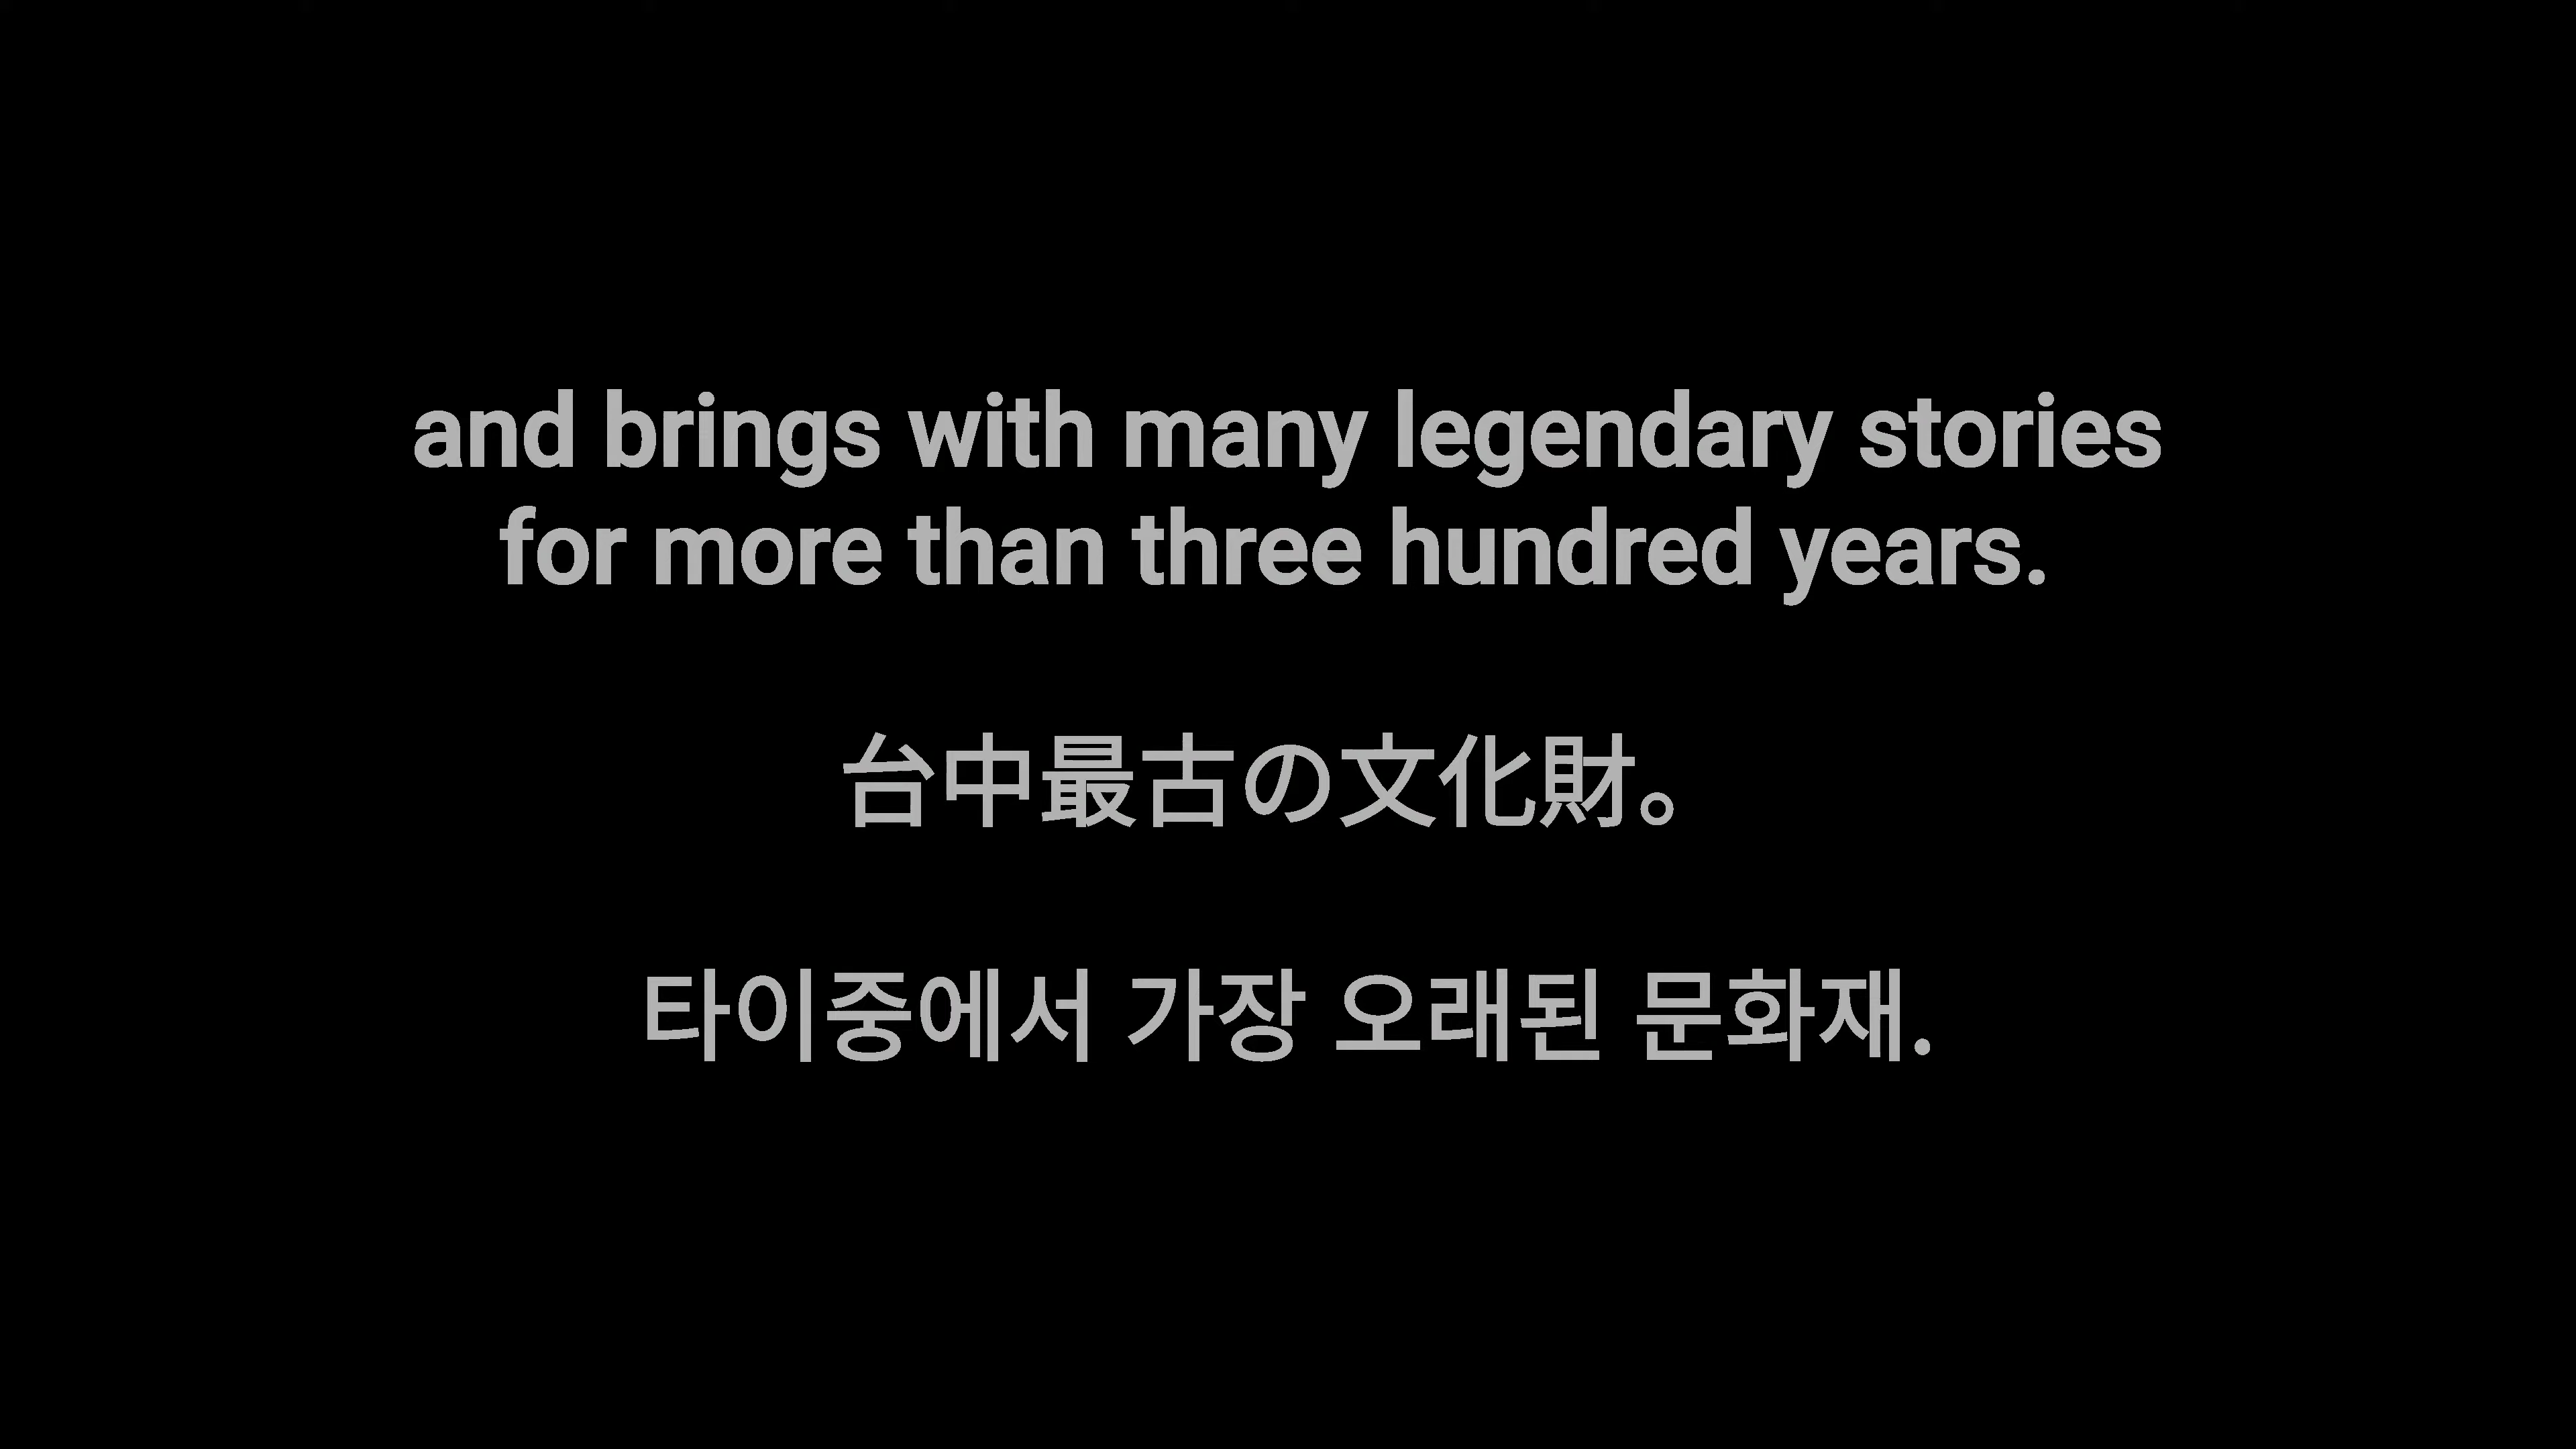 and brings with many legendary stories
for more than three hundred years.
台中最古の文化財。
타이중에서 가장 오래된 문화재.